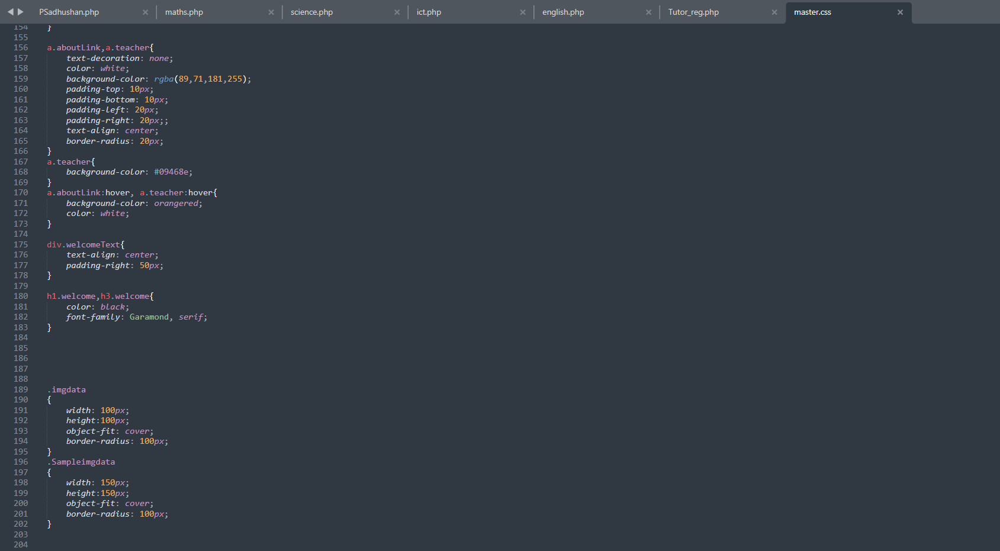 PSadhushan.php × maths.php × science.php × ict.php × english.php × Tutor_reg.php × master.css ×
154 }
155
156 a.aboutLink,a.teacher{
157 text-decoration: none;
158 color: white;
159 background-color: rgba(89,71,181,255);
160 padding-top: 10px;
161 padding-bottom: 10px;
162 padding-left: 20px;
163 padding-right: 20px;;
164 text-align: center;
165 border-radius: 20px;
166 }
167 a.teacher{
168 background-color: #09468e;
169 }
170 a.aboutLink:hover, a.teacher:hover{
171 background-color: orangered;
172 color: white;
173 }
174
175 div.welcomeText{
176 text-align: center;
177 padding-right: 50px;
178 }
179
180 h1.welcome,h3.welcome{
181 color: black;
182 font-family: Garamond, serif;
183 }
184
185
186
187
188
189 .imgdata
190 {
191 width: 100px;
192 height:100px;
193 object-fit: cover;
194 border-radius: 100px;
195 }
196 .Sampleimgdata
197 {
198 width: 150px;
199 height:150px;
200 object-fit: cover;
201 border-radius: 100px;
202 }
203
204